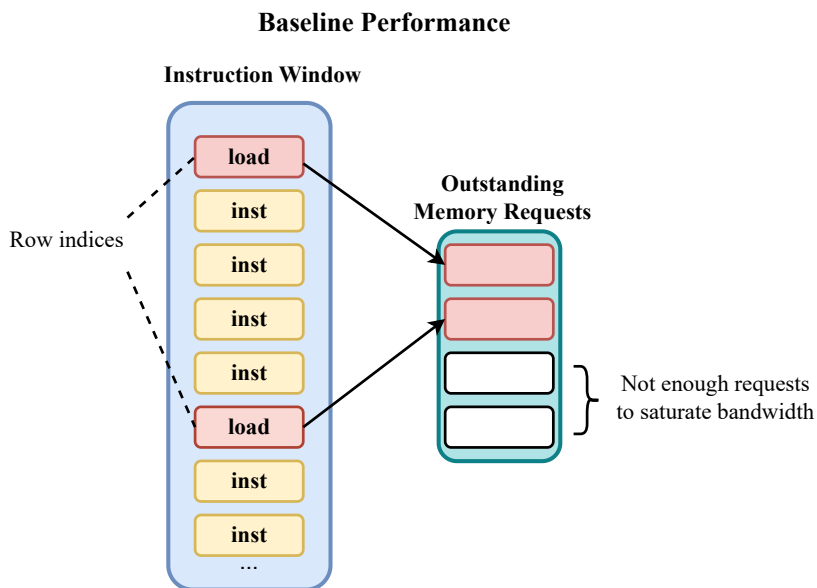 Baseline Performance
Instruction Window
load
inst
inst
inst
inst
load
inst
inst
...
Row indices
Outstanding
Memory Requests
Not enough requests
to saturate bandwidth